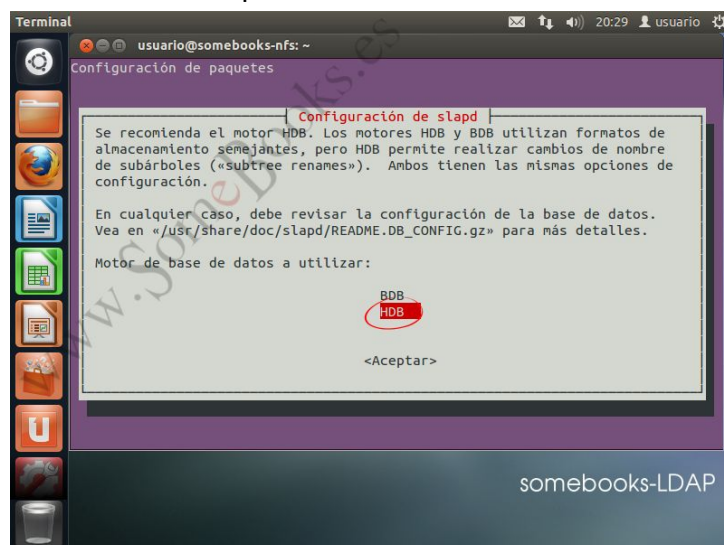 Terminal
20:29 usuario
usuario@somebooks-nfs: ~
Configuración de paquetes
Configuración de slapd
Se recomienda el motor HDB. Los motores HDB y BDB utilizan formatos de
almacenamiento semejantes, pero HDB permite realizar cambios de nombre
de subárboles («subtree renames»).  Ambos tienen las mismas opciones de
configuración.
En cualquier caso, debe revisar la configuración de la base de datos.
Vea en «/usr/share/doc/slapd/README.DB_CONFIG.gz» para más detalles.
Motor de base de datos a utilizar:
BDB
HDB
<Aceptar>
www.SomeBooks.es
somebooks-LDAP